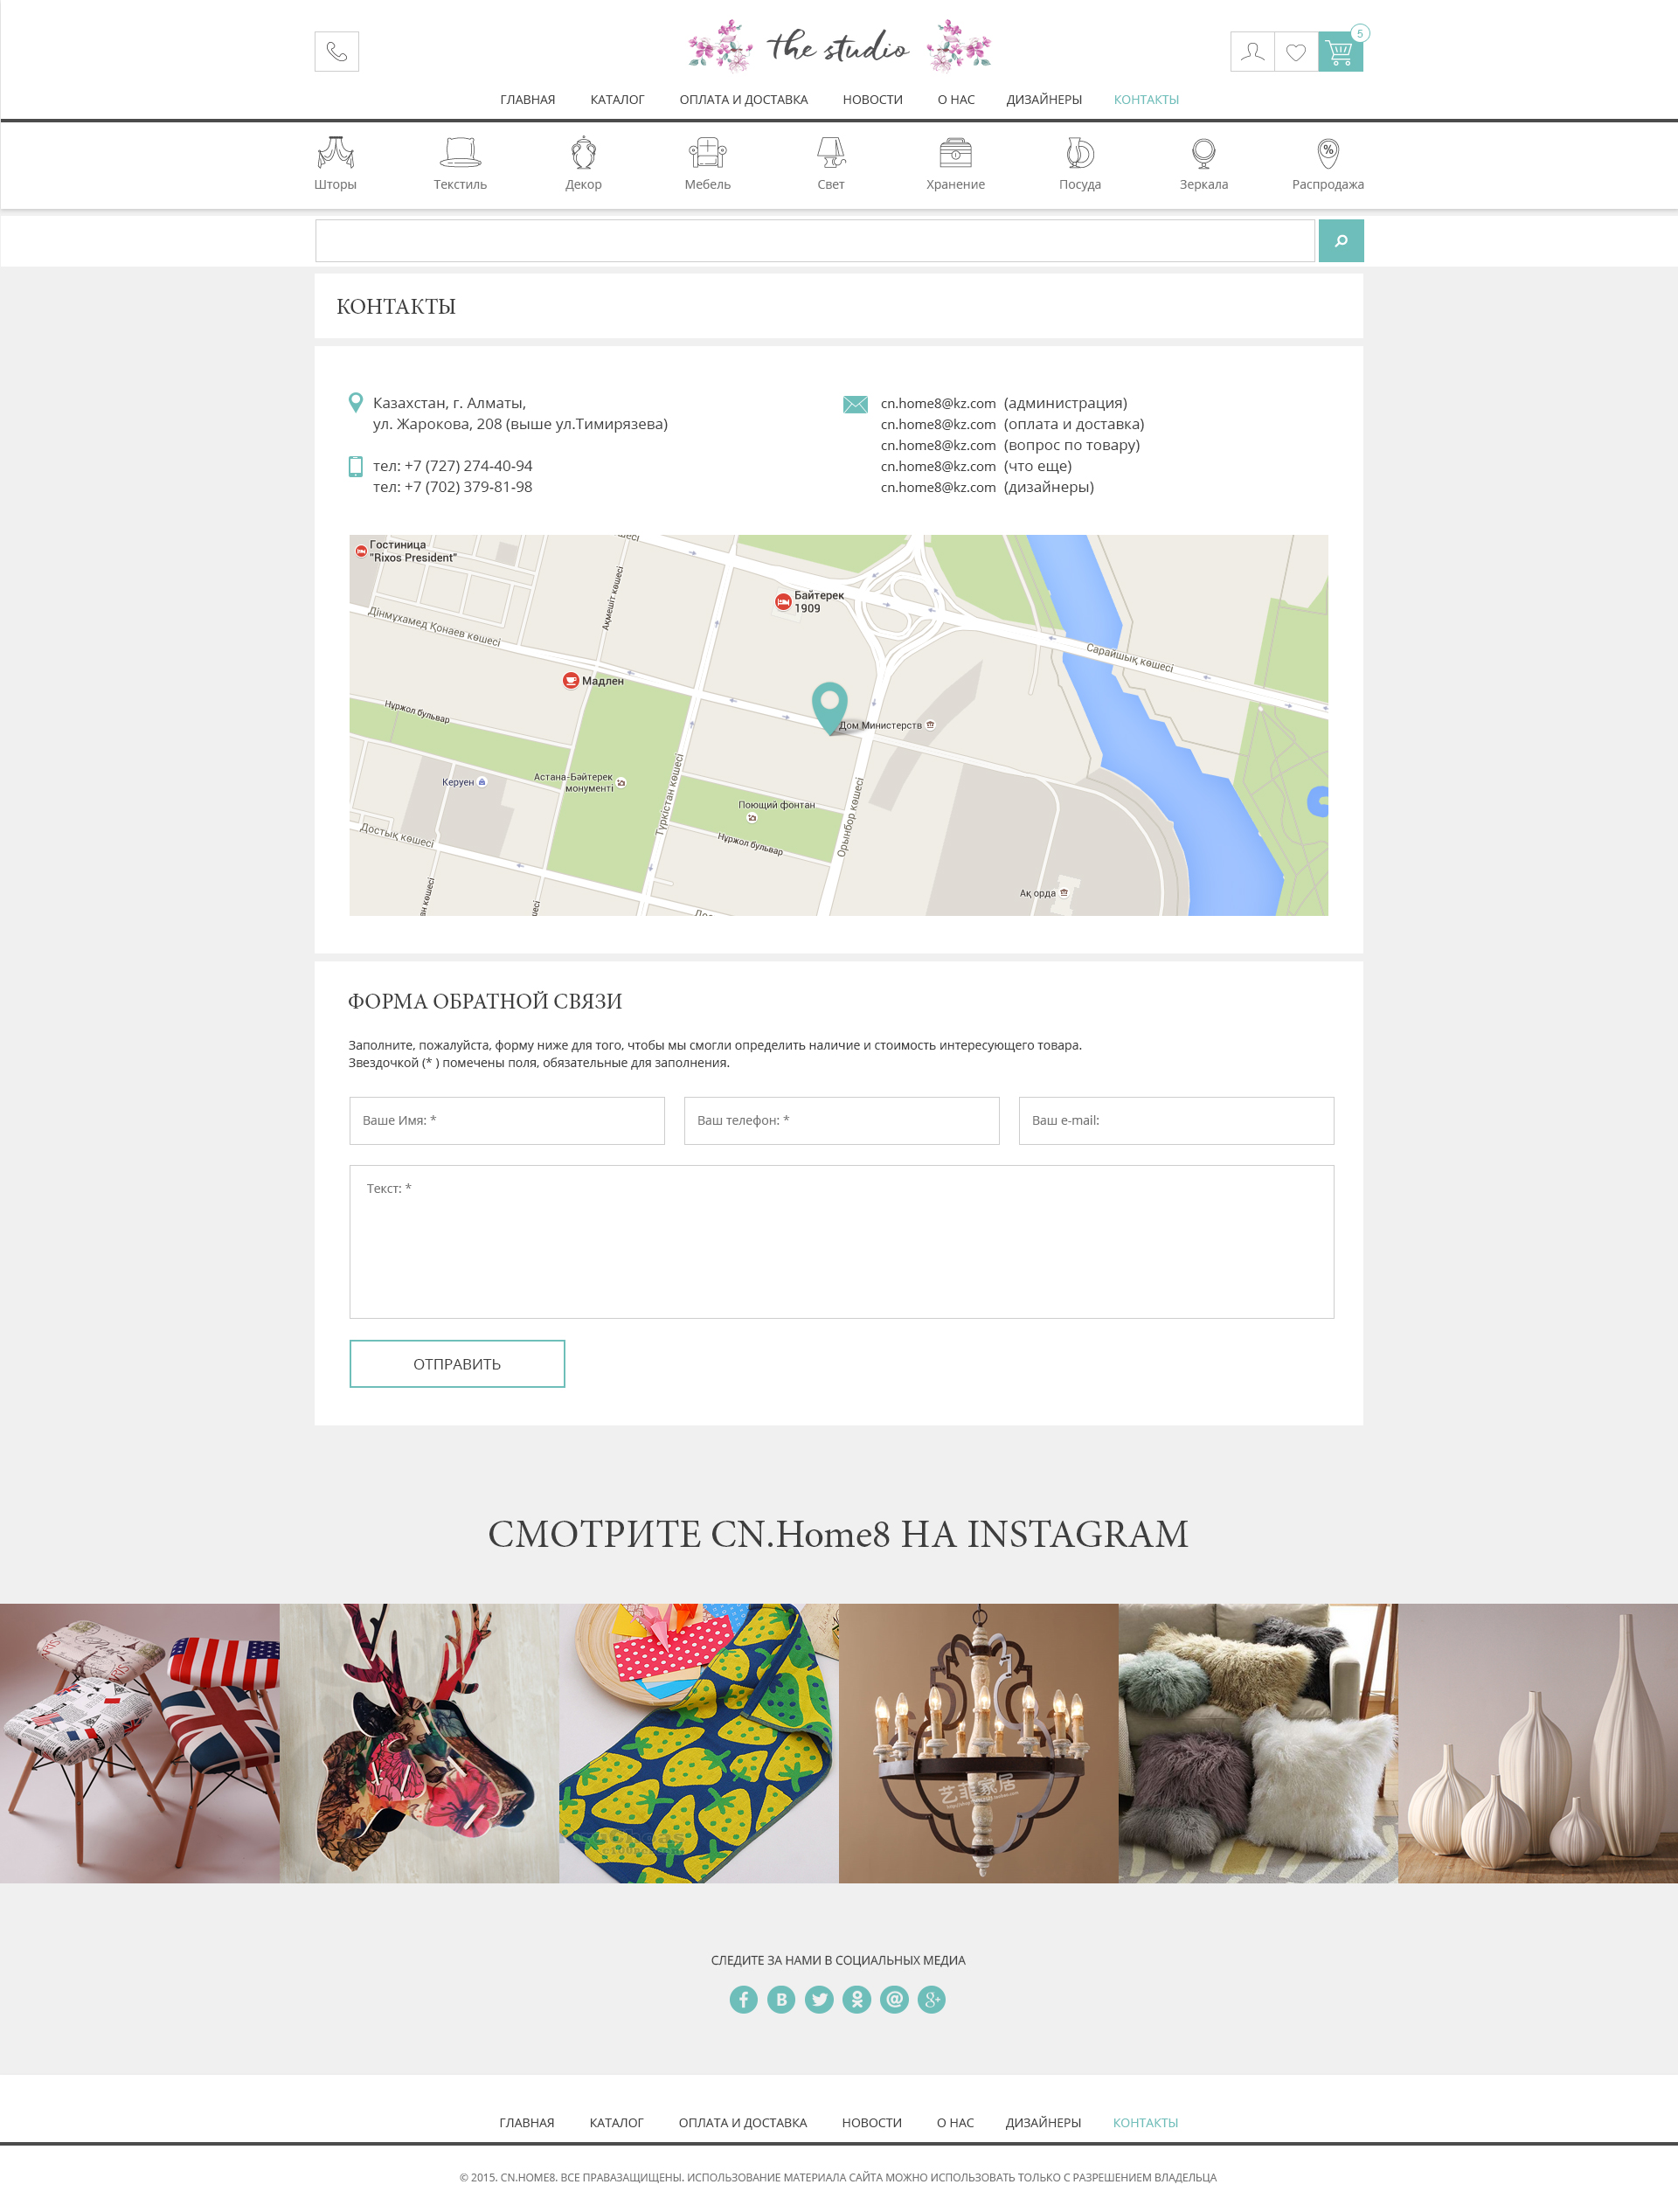 the studio
5
ГЛАВНАЯ КАТАЛОГ ОПЛАТА И ДОСТАВКА НОВОСТИ О НАС ДИЗАЙНЕРЫ КОНТАКТЫ
Шторы Текстиль Декор Мебель Свет Хранение Посуда Зеркала Распродажа
КОНТАКТЫ
Казахстан, г. Алматы,
ул. Жарокова, 208 (выше ул.Тимирязева)
тел: +7 (727) 274-40-94
тел: +7 (702) 379-81-98
cn.home8@kz.com (администрация)
cn.home8@kz.com (оплата и доставка)
cn.home8@kz.com (вопрос по товару)
cn.home8@kz.com (что еще)
cn.home8@kz.com (дизайнеры)
Гостиница
"Rixos President"
Ақмешіт көшесі
Байтерек
1909
Дінмұхамед Қонаев көшесі
Сарайшық көшесі
Мадлен
Нұржол бульвар
Дом Министерств
Керуен
Астана-Бәйтерек
монументі
Түркістан көшесі
Поющий фонтан
Орынбор көшесі
Нұржол бульвар
Достық көшесі
Ақ орда
ФОРМА ОБРАТНОЙ СВЯЗИ
Заполните, пожалуйста, форму ниже для того, чтобы мы смогли определить наличие и стоимость интересующего товара.
Звездочкой (* ) помечены поля, обязательные для заполнения.
Ваше Имя: * Ваш телефон: * Ваш e-mail:
Текст: *
ОТПРАВИТЬ
СМОТРИТЕ CN.Home8 НА INSTAGRAM
艺菲家居
СЛЕДИТЕ ЗА НАМИ В СОЦИАЛЬНЫХ МЕДИА
ГЛАВНАЯ КАТАЛОГ ОПЛАТА И ДОСТАВКА НОВОСТИ О НАС ДИЗАЙНЕРЫ КОНТАКТЫ
© 2015. CN.HOME8. ВСЕ ПРАВАЗАЩИЩЕНЫ. ИСПОЛЬЗОВАНИЕ МАТЕРИАЛА САЙТА МОЖНО ИСПОЛЬЗОВАТЬ ТОЛЬКО С РАЗРЕШЕНИЕМ ВЛАДЕЛЬЦА